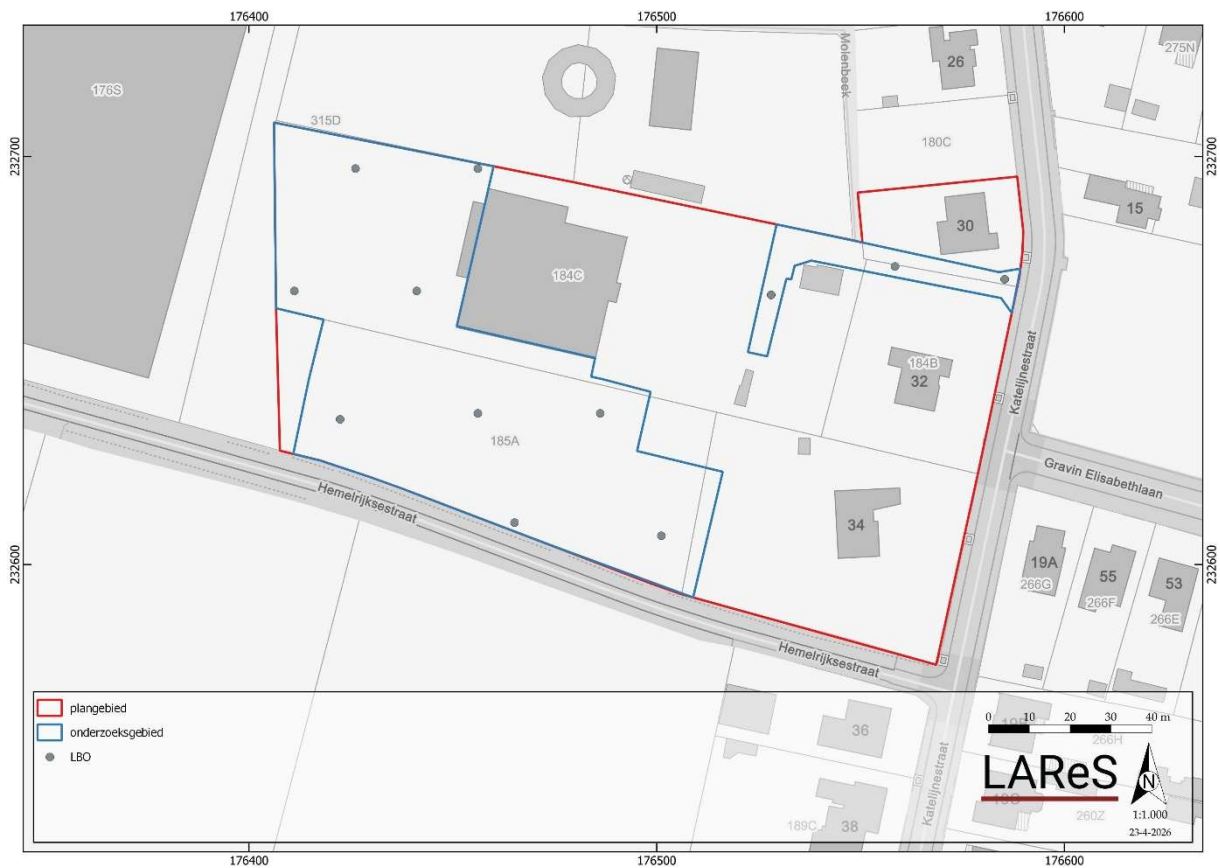 176400 176500 176600
26
275N
176S
Molenbeek
315D
180C
232700
232700
15
30
184C
184B
32
Katelijnestraat
185A
Gravin Elisabethlaan
Hemelrijksestraat
34
19A
55
53
266G
266F
266E
232600
232600
Hemelrijksestraat
plangebied
onderzoeksgebied
LBO
36
19B
266H
0 10 20 30 40 m
LAReS
N
1:1.000
23-4-2026
Katelijnestraat
19C
260Z
189C
38
176400 176500 176600